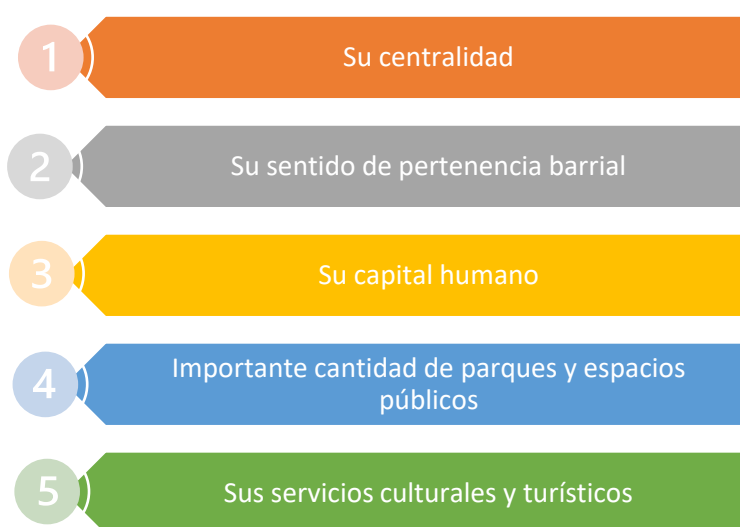 1
Su centralidad
2
Su sentido de pertenencia barrial
3
Su capital humano
4
Importante cantidad de parques y espacios
públicos
5
Sus servicios culturales y turísticos